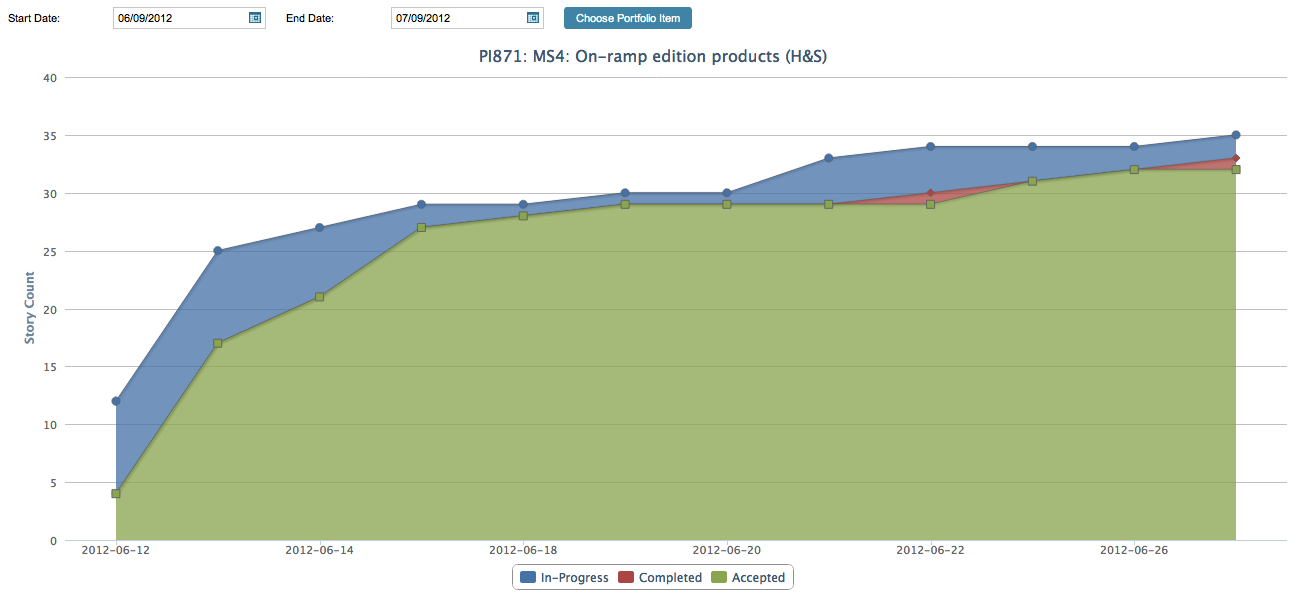 Start Date: 06/09/2012 End Date: 07/09/2012 Choose Portfolio Item
PI871: MS4: On-ramp edition products (H&S)
40
35
30
25
20
15
10
5
0
Story Count
2012-06-12 2012-06-14 2012-06-18 2012-06-20 2012-06-22 2012-06-26
In-Progress Completed Accepted